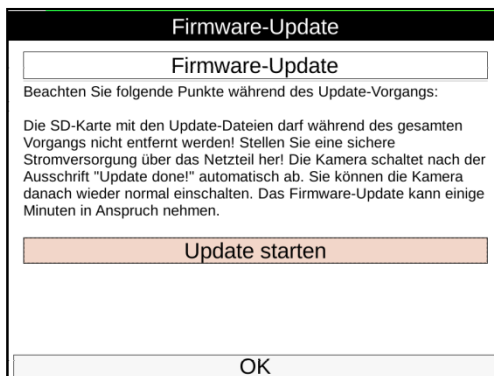 Firmware-Update
Firmware-Update
Beachten Sie folgende Punkte während des Update-Vorgangs:
Die SD-Karte mit den Update-Dateien darf während des gesamten
Vorgangs nicht entfernt werden! Stellen Sie eine sichere
Stromversorgung über das Netzteil her! Die Kamera schaltet nach der
Ausschrift "Update done!" automatisch ab. Sie können die Kamera
danach wieder normal einschalten. Das Firmware-Update kann einige
Minuten in Anspruch nehmen.
Update starten
OK